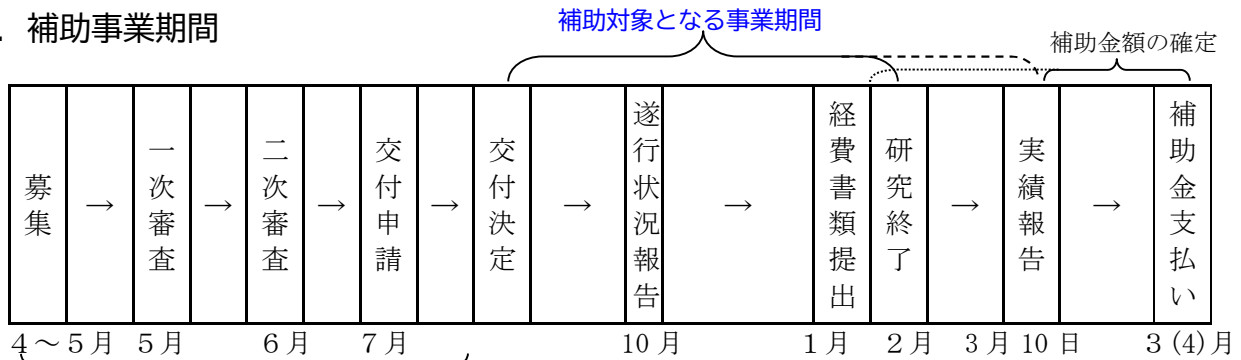 . 補助事業期間
補助対象となる事業期間
補助金額の確定
募集
→
一次審査
→
二次審査
→
交付申請
→
交付決定
→
遂行状況報告
→
経費書類提出
研究終了
→
実績報告
→
補助金支払い
4～5月 5月 6月 7月 10月 1月 2月 3月10日 3(4)月